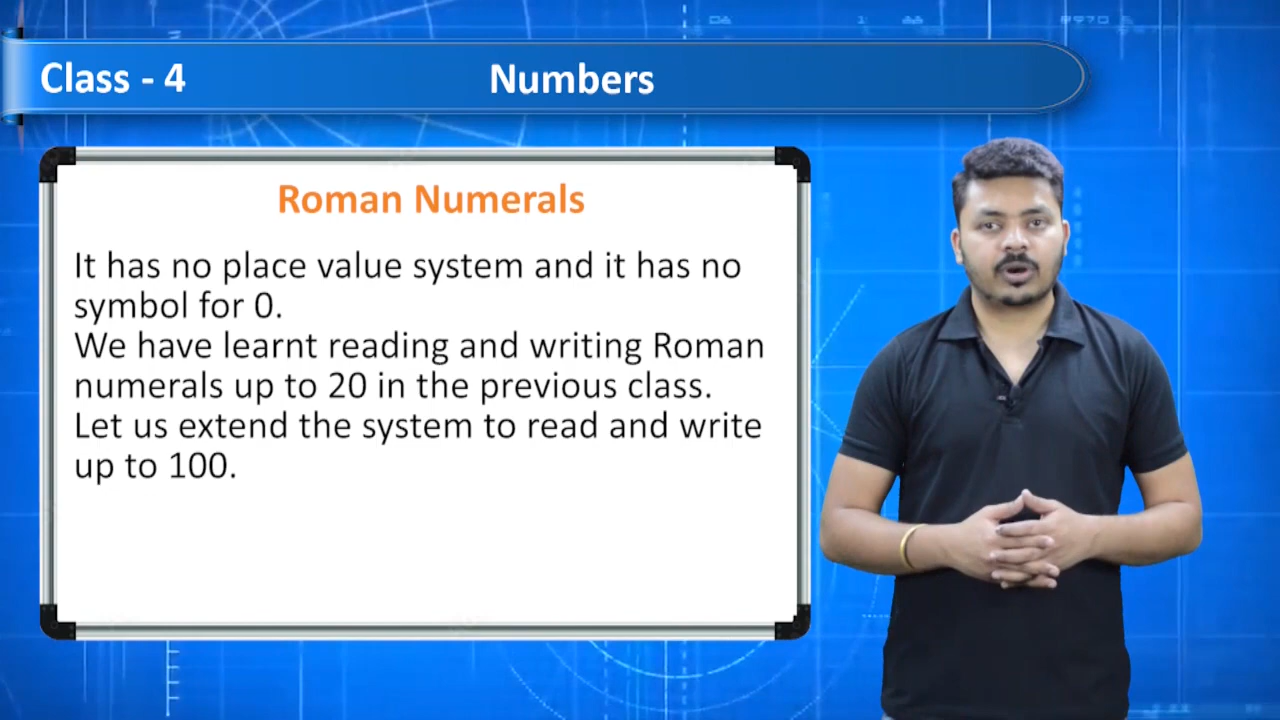 Class - 4
Numbers
Roman Numerals
It has no place value system and it has no
symbol for 0.
We have learnt reading and writing Roman
numerals up to 20 in the previous class.
Let us extend the system to read and write
up to 100.